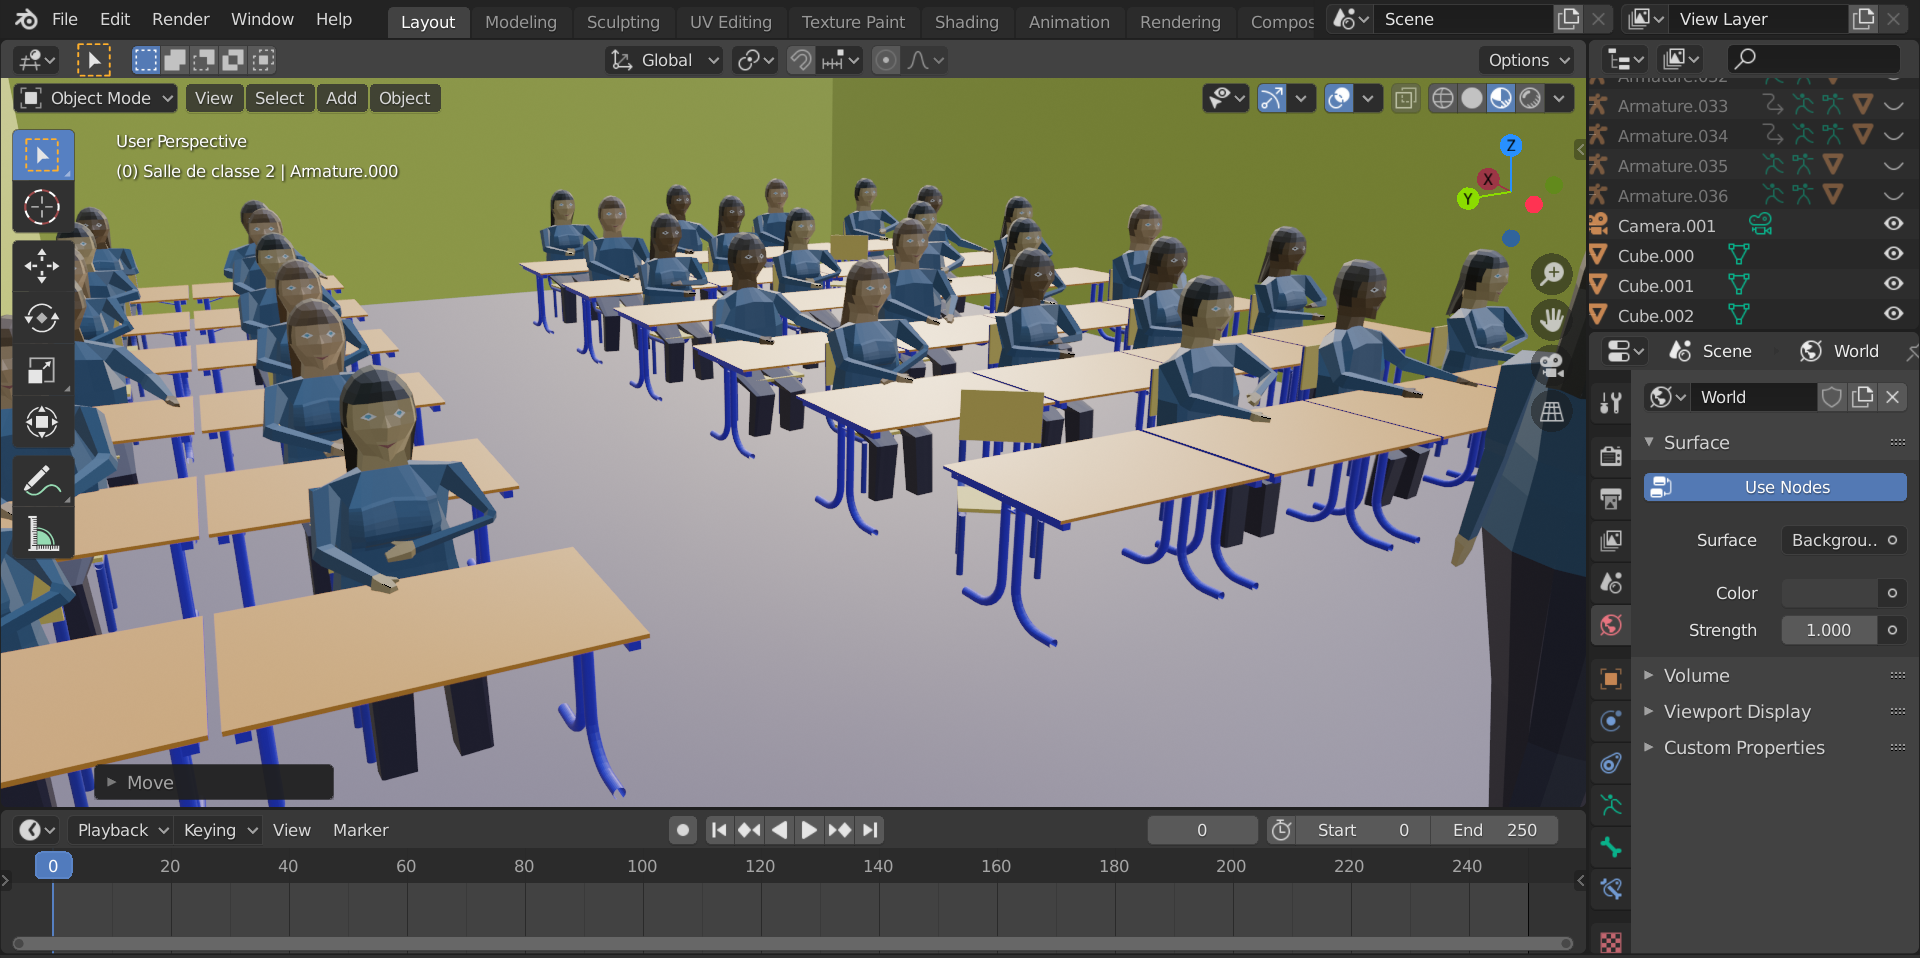 File Edit Render Window Help Layout Modeling Sculpting UV Editing Texture Paint Shading Animation Rendering Compos Scene View Layer
Global Options
Object Mode View Select Add Object
User Perspective
(0) Salle de classe 2 | Armature.000
Z
X
Y
Move
Armature.032
Armature.033
Armature.034
Armature.035
Armature.036
Camera.001
Cube.000
Cube.001
Cube.002
Scene World
World
Surface
Use Nodes
Surface Backgrou..
Color
Strength 1.000
Volume
Viewport Display
Custom Properties
Playback Keying View Marker 0 Start 0 End 250
0 20 40 60 80 100 120 140 160 180 200 220 240